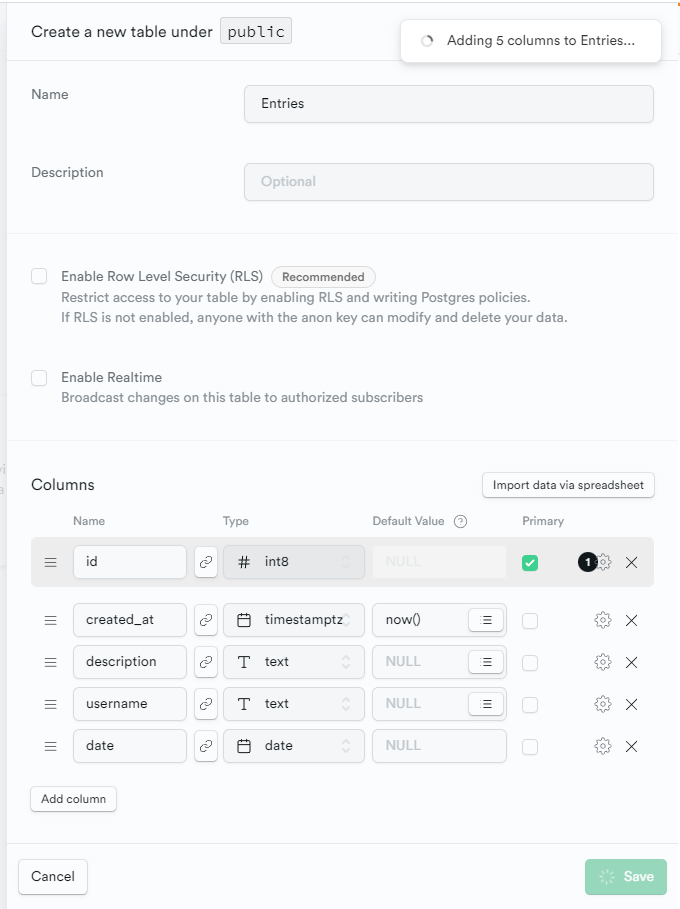 Create a new table under public
Adding 5 columns to Entries...
Name
Entries
Description
Optional
Enable Row Level Security (RLS) Recommended
Restrict access to your table by enabling RLS and writing Postgres policies.
If RLS is not enabled, anyone with the anon key can modify and delete your data.
Enable Realtime
Broadcast changes on this table to authorized subscribers
Columns
Import data via spreadsheet
Name Type Default Value ? Primary
id # int8 NULL 1
created_at timestamptz now()
description T text NULL
username T text NULL
date date NULL
Add column
Cancel
Save